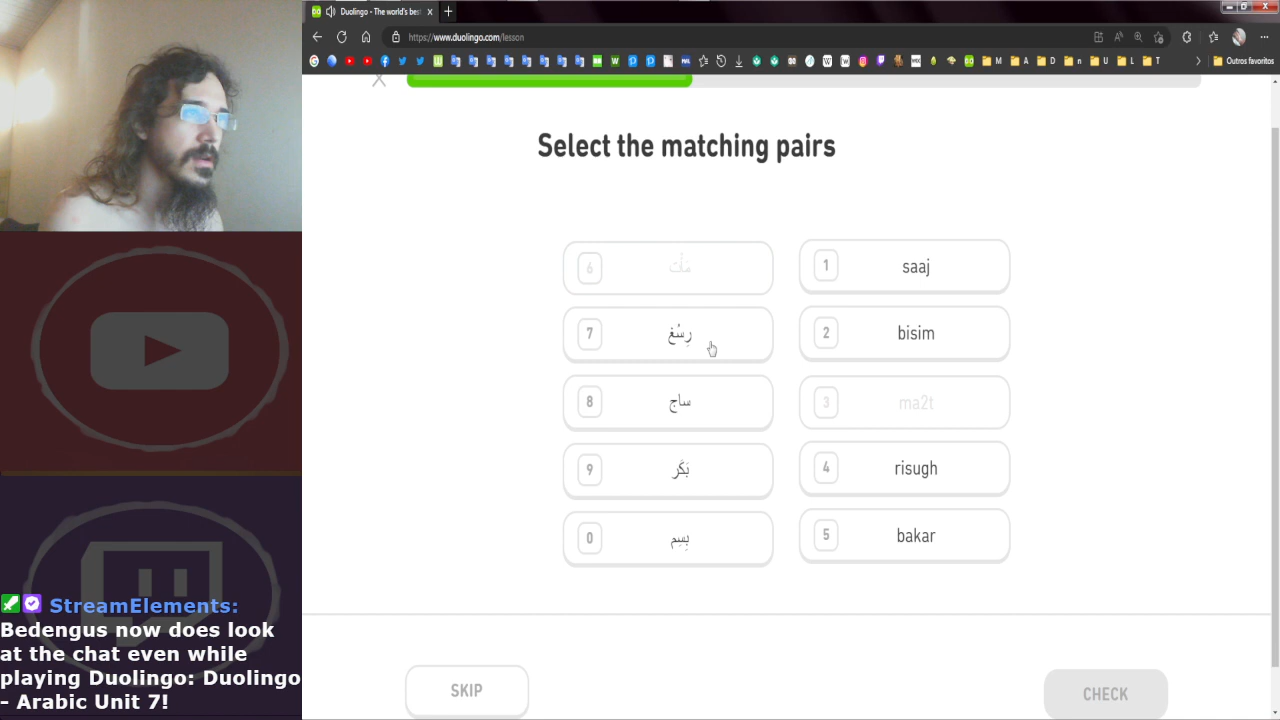 Duolingo - The world's bes
https://www.duolingo.com/lesson
M
A
D
n
U
L
T
Outros favoritos
Select the matching pairs
6
1 saaj
7 رِسُغ
2 bisim
8 ساج
3 ma2t
9 بَكَر
4 risugh
0 بِسِم
5 bakar
SKIP
CHECK
StreamElements:
Bedengus now does look
at the chat even while
playing Duolingo: Duolingo
- Arabic Unit 7!